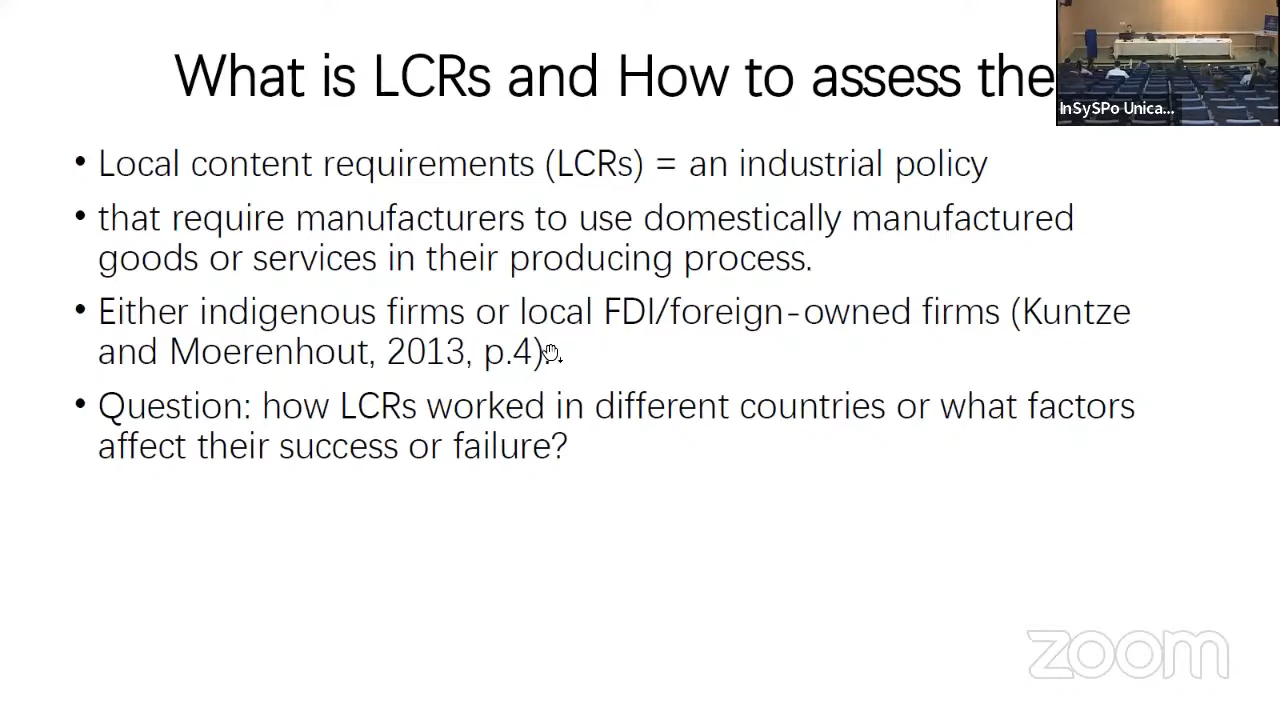 What is LCRs and How to assess the
InSySPo Unica...
• Local content requirements (LCRs) = an industrial policy
• that require manufacturers to use domestically manufactured
goods or services in their producing process.
• Either indigenous firms or local FDI/foreign-owned firms (Kuntze
and Moerenhout, 2013, p.4).
• Question: how LCRs worked in different countries or what factors
affect their success or failure?
zoom